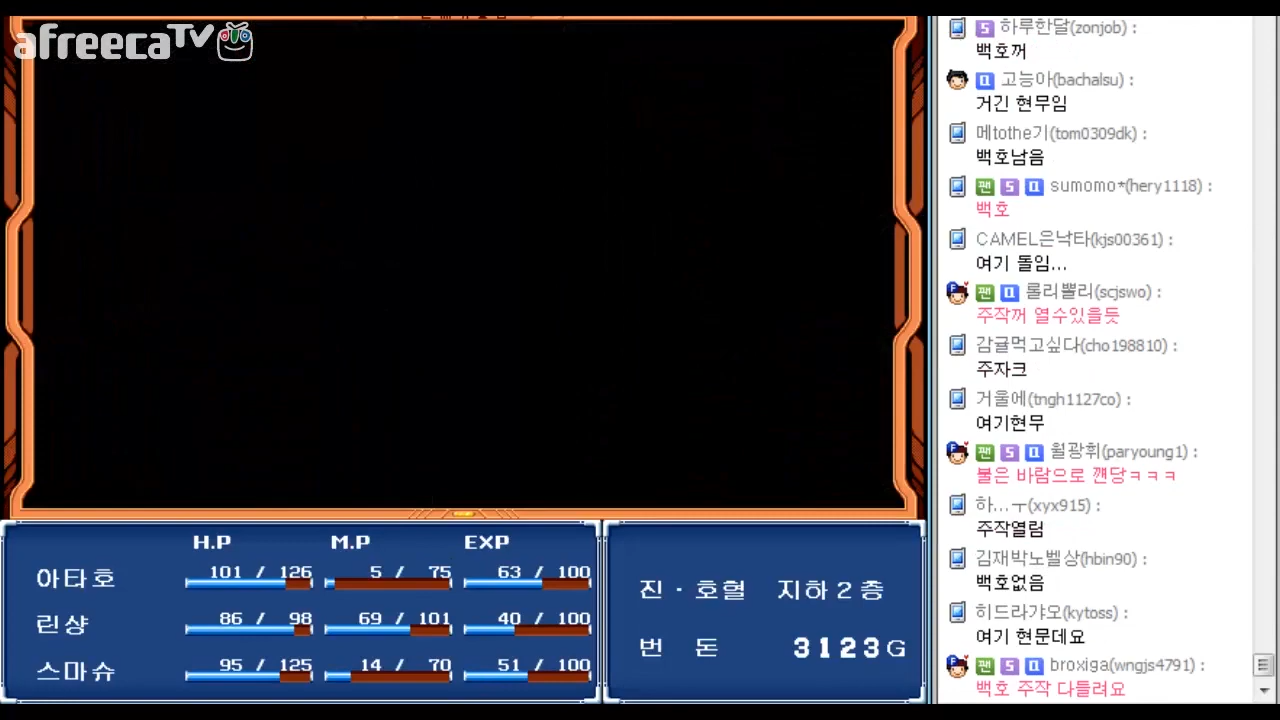 afreecaTV
H.P M.P EXP
아타호 101 / 126 5 / 75 63 / 100
린샹 86 / 98 69 / 101 40 / 100
스마슈 95 / 125 14 / 70 51 / 100
진·호혈 지하2층
번 돈 3123G
S 하루한달(zonjob) :
백호꺼
고능아(bachalsu) :
거긴 현무임
메tothe기(tom0309dk) :
백호남음
팬 S sumomo*(hery1118) :
백호
CAMEL은낙타(kjs00361) :
여기 돌임...
팬 롤리뽈리(scjswo) :
주작꺼 열수있을듯
감귤먹고싶다(cho198810) :
주자크
거울에(tngh1127co) :
여기현무
팬 S 월광휘(paryoung1) :
불은 바람으로 깬당ㅋㅋㅋ
하...ㅜ(xyx915) :
주작열림
김재박노벨상(hbin90) :
백호없음
히드라갸오(kytoss) :
여기 현문데요
팬 S broxiga(wngjs4791) :
백호 주작 다들려요